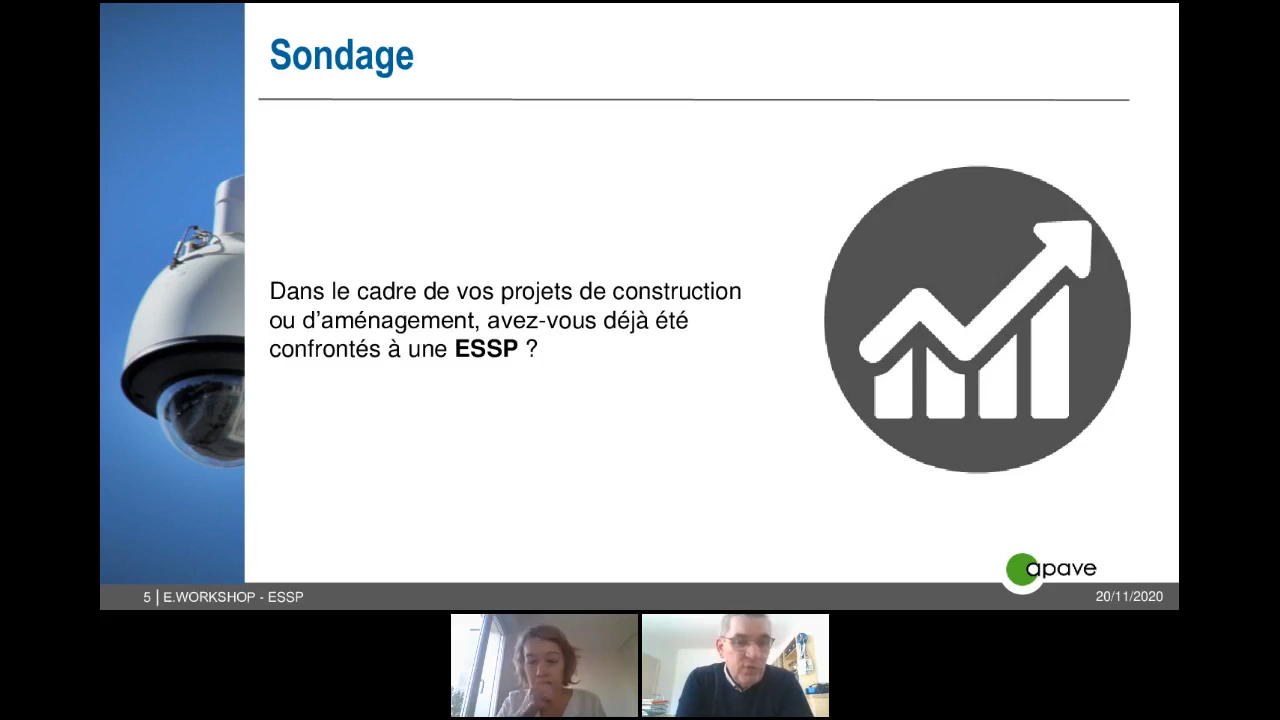 Sondage
Dans le cadre de vos projets de construction
ou d’aménagement, avez-vous déjà été
confrontés à une ESSP ?
apave
5 | E.WORKSHOP - ESSP
20/11/2020